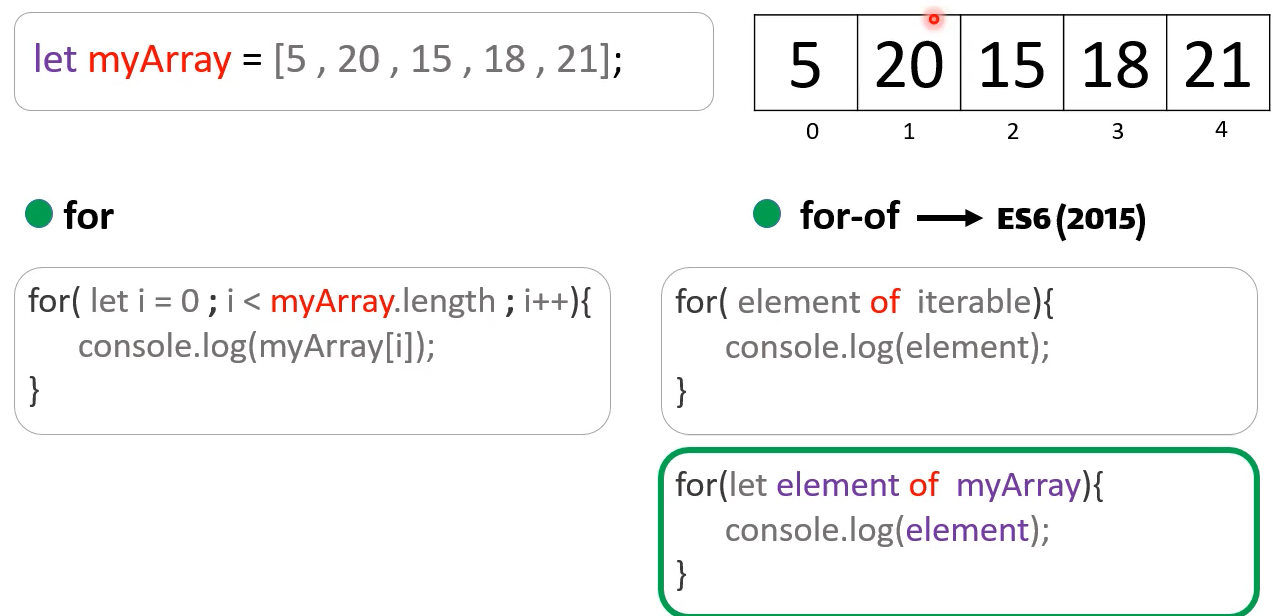 let myArray = [5 , 20 , 15 , 18 , 21];
5 20 15 18 21
0 1 2 3 4
for
for( let i = 0 ; i < myArray.length ; i++){
console.log(myArray[i]);
}
for-of ES6 (2015)
for( element of iterable){
console.log(element);
}
for(let element of myArray){
console.log(element);
}